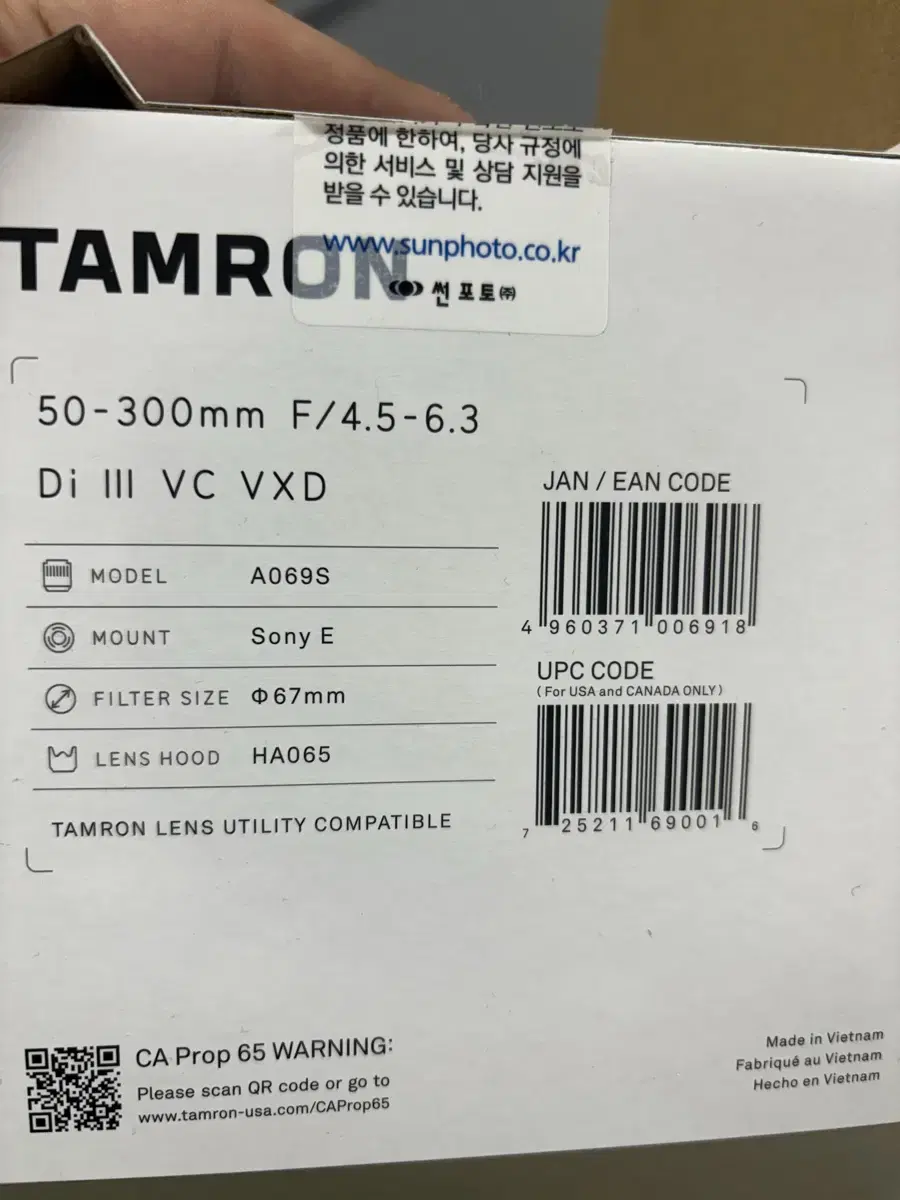 정품에 한하여, 당사 규정에
의한 서비스 및 상담 지원을
받을 수 있습니다.
www.sunphoto.co.kr
썬포토㈜
TAMRON
50-300mm F/4.5-6.3
Di III VC VXD
MODEL A069S
MOUNT Sony E
FILTER SIZE Φ67mm
LENS HOOD HA065
TAMRON LENS UTILITY COMPATIBLE
JAN / EAN CODE
4 960371 006918
UPC CODE
(For USA and CANADA ONLY)
7 25211 69001 6
CA Prop 65 WARNING:
Please scan QR code or go to
www.tamron-usa.com/CAProp65
Made in Vietnam
Fabriqué au Vietnam
Hecho en Vietnam